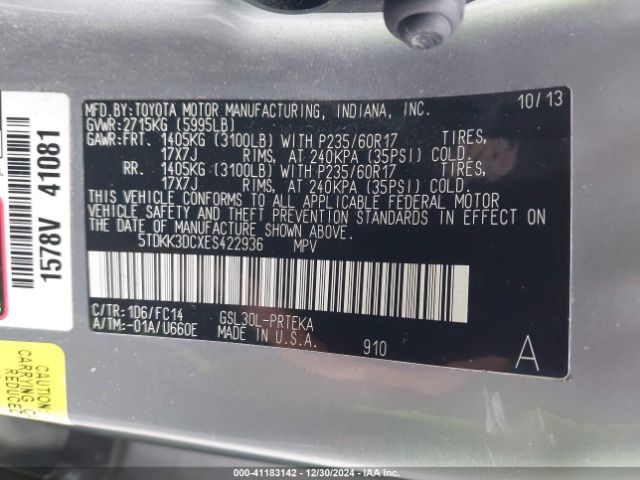 MFD.BY:TOYOTA MOTOR MANUFACTURING, INDIANA, INC. 10/13
GVWR:2715KG (5995LB)
GAWR:FRT. 1405KG (3100LB) WITH P235/60R17 TIRES,
17X7J RIMS, AT 240KPA (35PSI) COLD.
RR. 1405KG (3100LB) WITH P235/60R17 TIRES,
17X7J RIMS, AT 240KPA (35PSI) COLD.
THIS VEHICLE CONFORMS TO ALL APPLICABLE FEDERAL MOTOR
VEHICLE SAFETY AND THEFT PREVENTION STANDARDS IN EFFECT ON
THE DATE OF MANUFACTURE SHOWN ABOVE.
5TDKK3DCXES422936 MPV
C/TR:1D6/FC14 GSL30L-PRTEKA
A/TM:-01A/U660E MADE IN U.S.A.
910
A
1578V 41081
CAUTION
CARRYING C
REDUCE
000-41183142 - 12/30/2024 - IAA Inc.